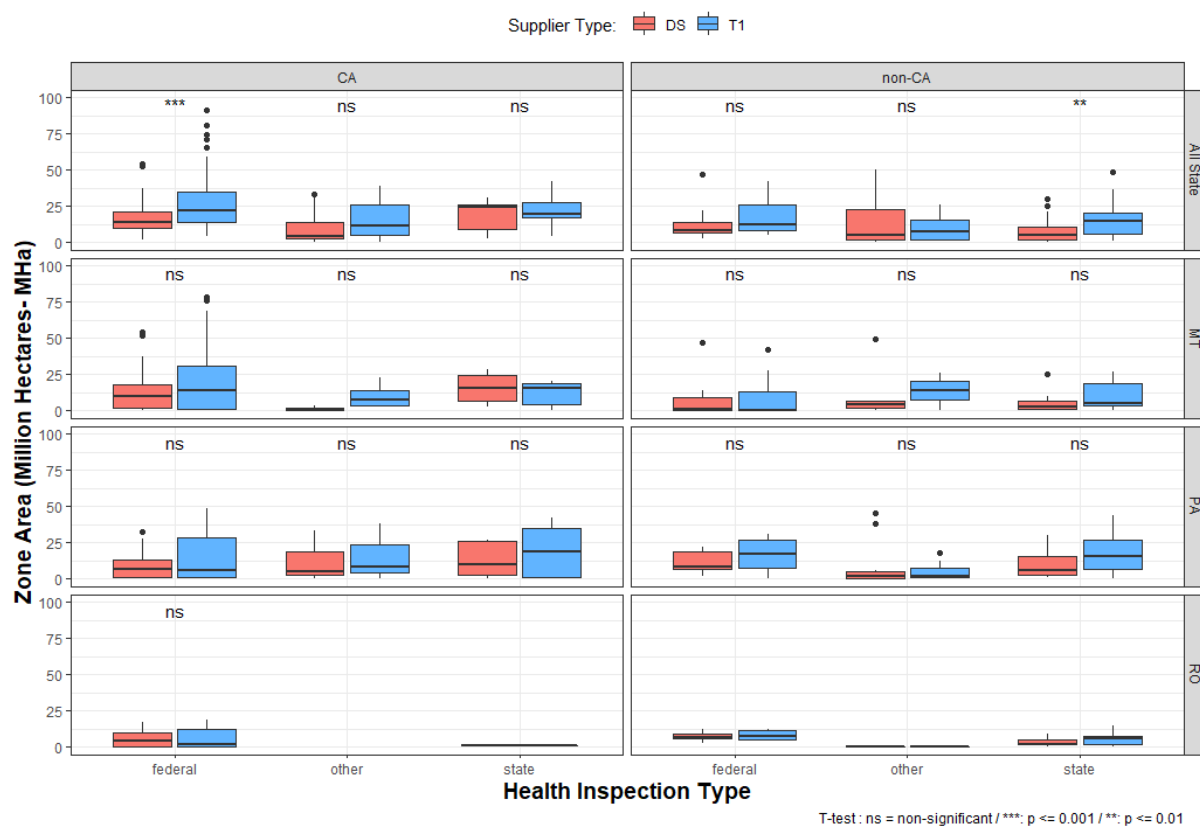 Supplier Type: DS T1
CA non-CA
*** ns ns ns ns **
100
75
50
25
0
All State
ns ns ns ns ns ns
100
75
50
25
0
MT
ns ns ns ns ns ns
100
75
50
25
0
PA
ns
100
75
50
25
0
RO
federal other state federal other state
Zone Area (Million Hectares- MHa)
Health Inspection Type
T-test : ns = non-significant / ***: p <= 0.001 / **: p <= 0.01